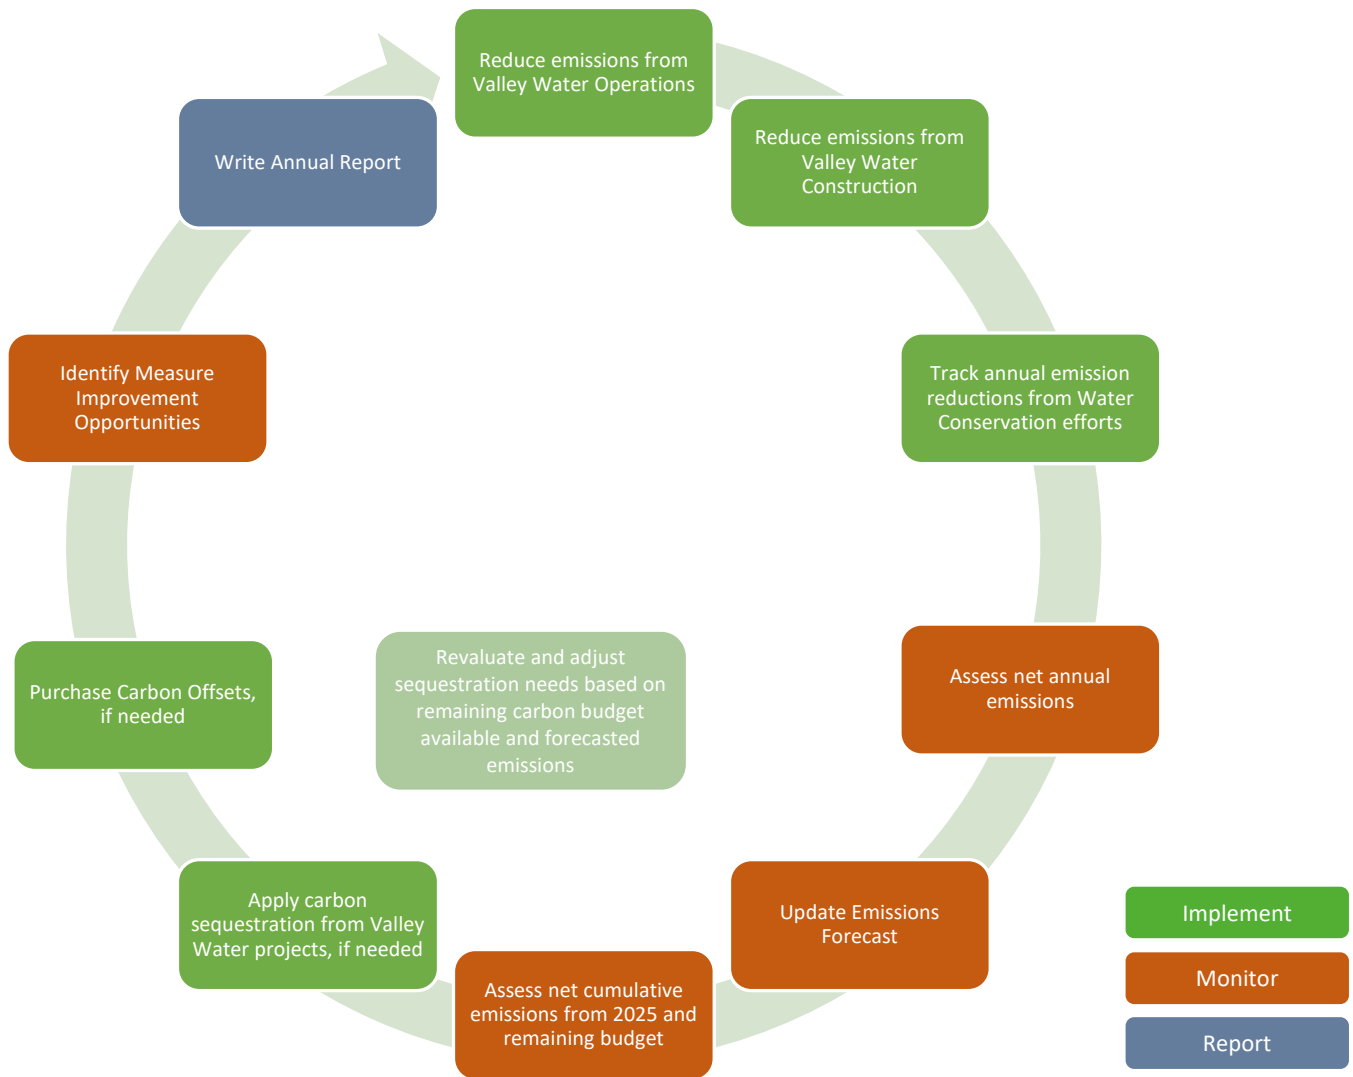 Reduce emissions from
Valley Water Operations
Reduce emissions from
Valley Water
Construction
Track annual emission
reductions from Water
Conservation efforts
Assess net annual
emissions
Update Emissions
Forecast
Assess net cumulative
emissions from 2025 and
remaining budget
Apply carbon
sequestration from Valley
Water projects, if needed
Purchase Carbon Offsets,
if needed
Identify Measure
Improvement
Opportunities
Write Annual Report
Revaluate and adjust
sequestration needs based on
remaining carbon budget
available and forecasted
emissions
Implement
Monitor
Report